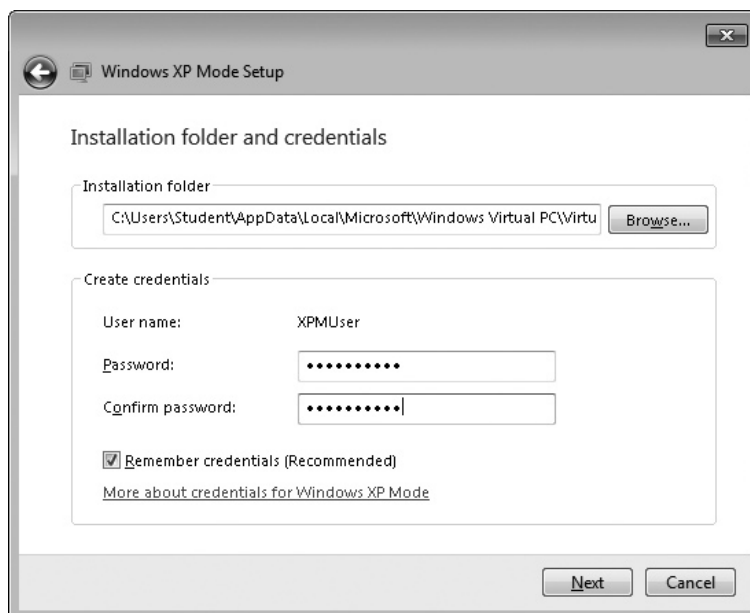 Windows XP Mode Setup
Installation folder and credentials
Installation folder
C:\Users\Student\AppData\Local\Microsoft\Windows Virtual PC\Virtu
Browse...
Create credentials
User name: XPMUser
Password: ••••••••••
Confirm password: ••••••••••
Remember credentials (Recommended)
More about credentials for Windows XP Mode
Next Cancel